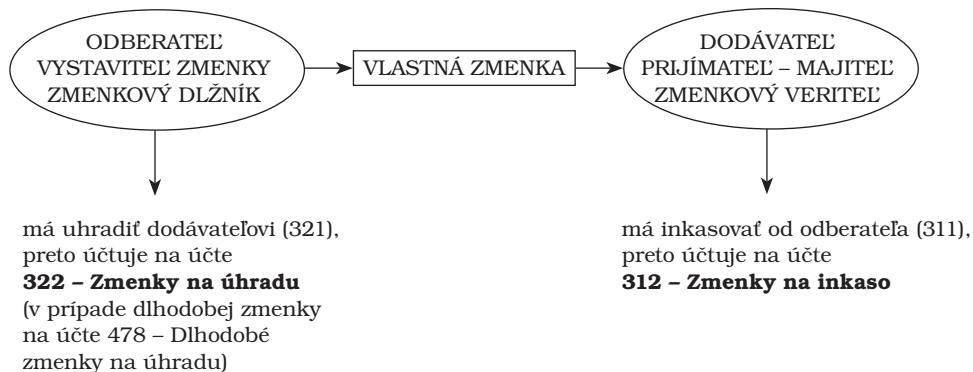 ODBERATEĽ
VYSTAVITEĽ ZMENKY
ZMENKOVÝ DLŽNÍK
VLASTNÁ ZMENKA
DODÁVATEĽ
PRIJÍMATEĽ – MAJITEĽ
ZMENKOVÝ VERITEĽ
má uhradiť dodávateľovi (321),
preto účtuje na účte
322 – Zmenky na úhradu
(v prípade dlhodobej zmenky
na účte 478 – Dlhodobé
zmenky na úhradu)
má inkasovať od odberateľa (311),
preto účtuje na účte
312 – Zmenky na inkaso